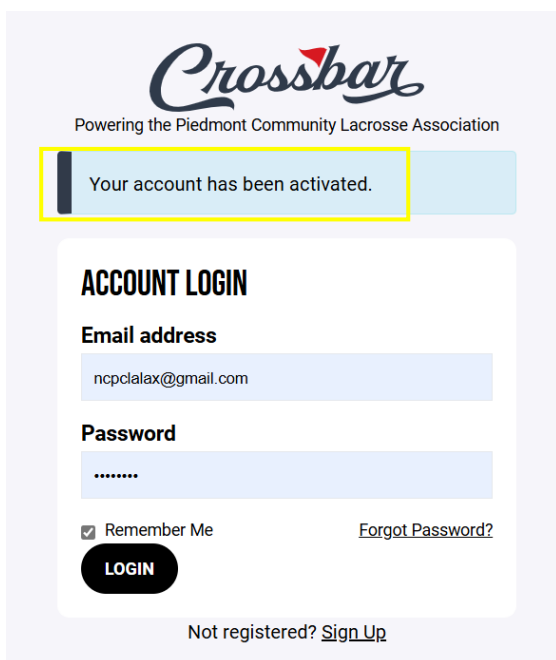 Crossbar
Powering the Piedmont Community Lacrosse Association
Your account has been activated.
ACCOUNT LOGIN
Email address
ncpclalax@gmail.com
Password
••••••••
Remember Me Forgot Password?
LOGIN
Not registered? Sign Up